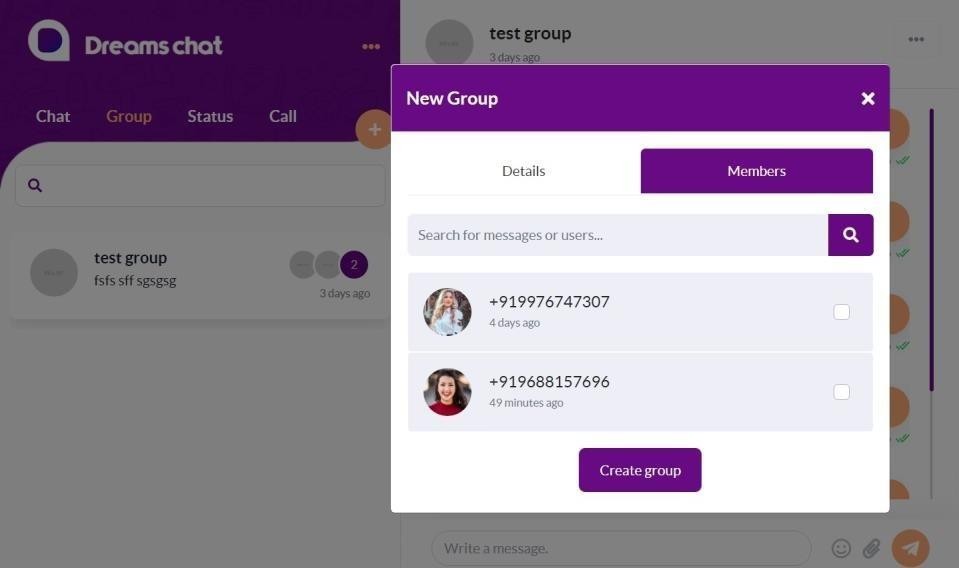 Dreams chat
•••
Chat
Group
Status
Call
test group
fsfs sff sgsgsg
2
3 days ago
test group
3 days ago
•••
New Group
Details
Members
Search for messages or users...
+919976747307
4 days ago
+919688157696
49 minutes ago
Create group
Write a message.